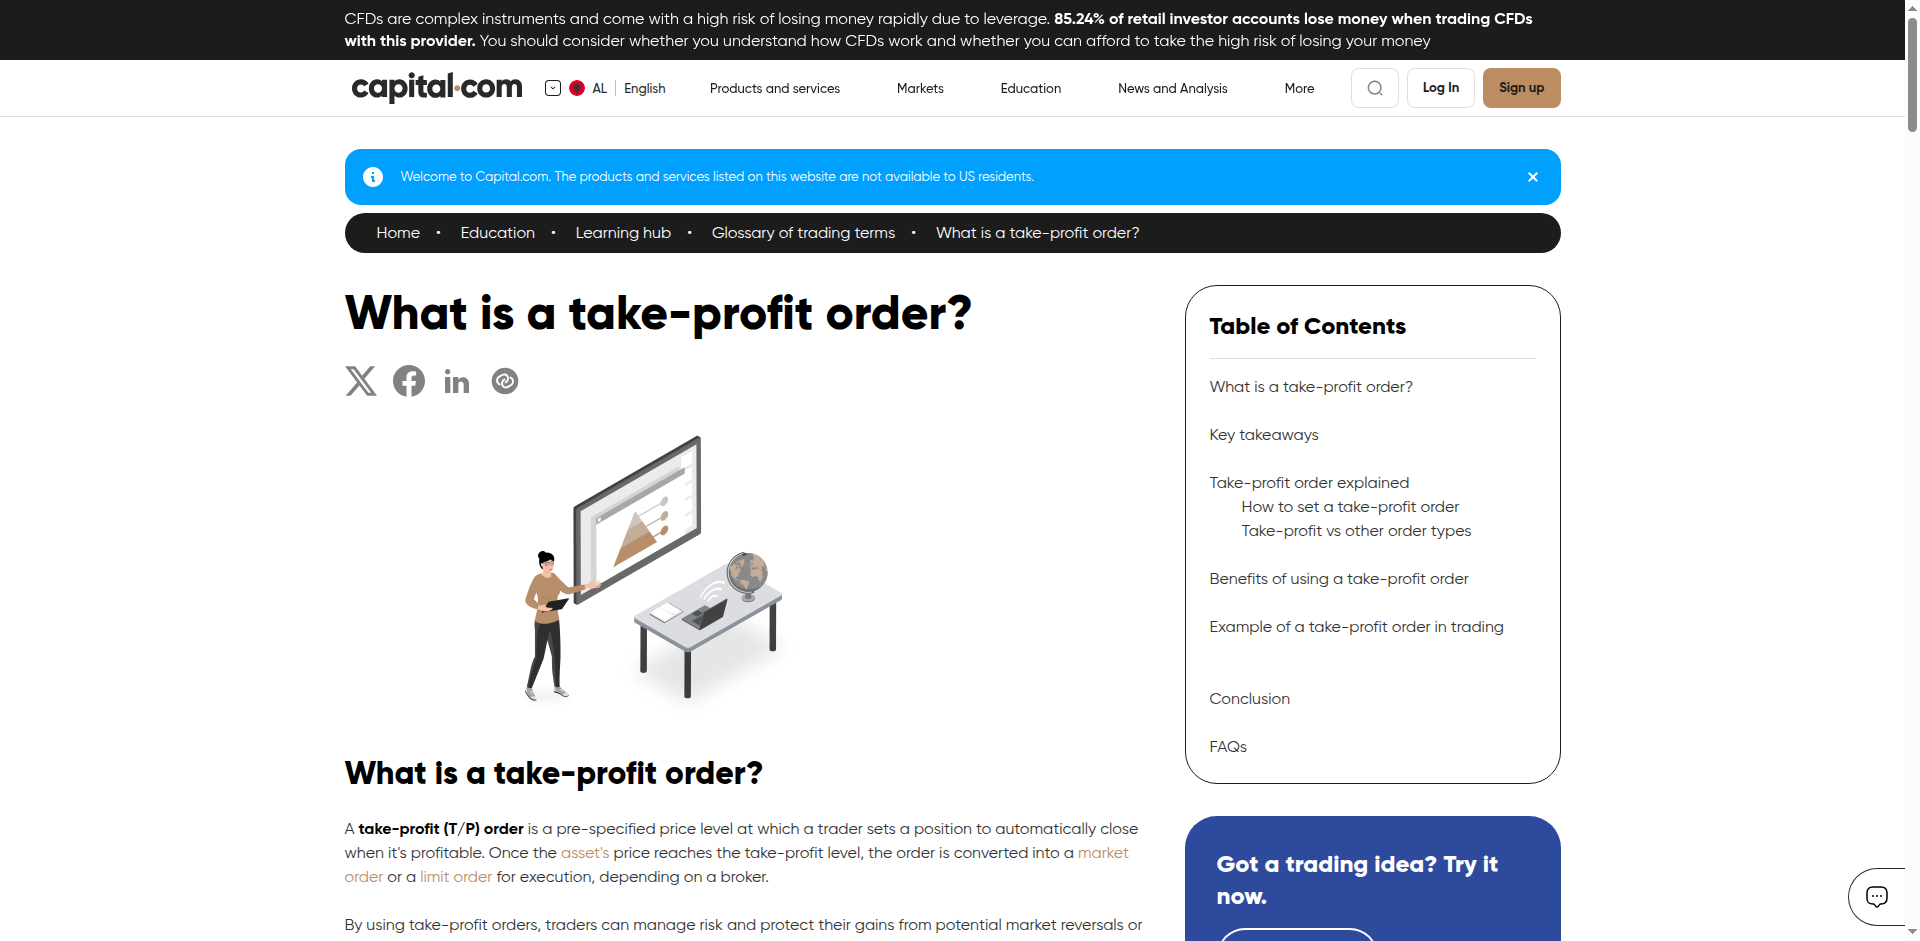 CFDs are complex instruments and come with a high risk of losing money rapidly due to leverage. 85.24% of retail investor accounts lose money when trading CFDs
with this provider. You should consider whether you understand how CFDs work and whether you can afford to take the high risk of losing your money
capital.com
AL
English
Products and services
Markets
Education
News and Analysis
More
Log In
Sign up
Welcome to Capital.com. The products and services listed on this website are not available to US residents.
Home • Education • Learning hub • Glossary of trading terms • What is a take-profit order?
What is a take-profit order?
What is a take-profit order?
A take-profit (T/P) order is a pre-specified price level at which a trader sets a position to automatically close
when it's profitable. Once the asset's price reaches the take-profit level, the order is converted into a market
order or a limit order for execution, depending on a broker.
By using take-profit orders, traders can manage risk and protect their gains from potential market reversals or
Table of Contents
What is a take-profit order?
Key takeaways
Take-profit order explained
How to set a take-profit order
Take-profit vs other order types
Benefits of using a take-profit order
Example of a take-profit order in trading
Conclusion
FAQs
Got a trading idea? Try it
now.